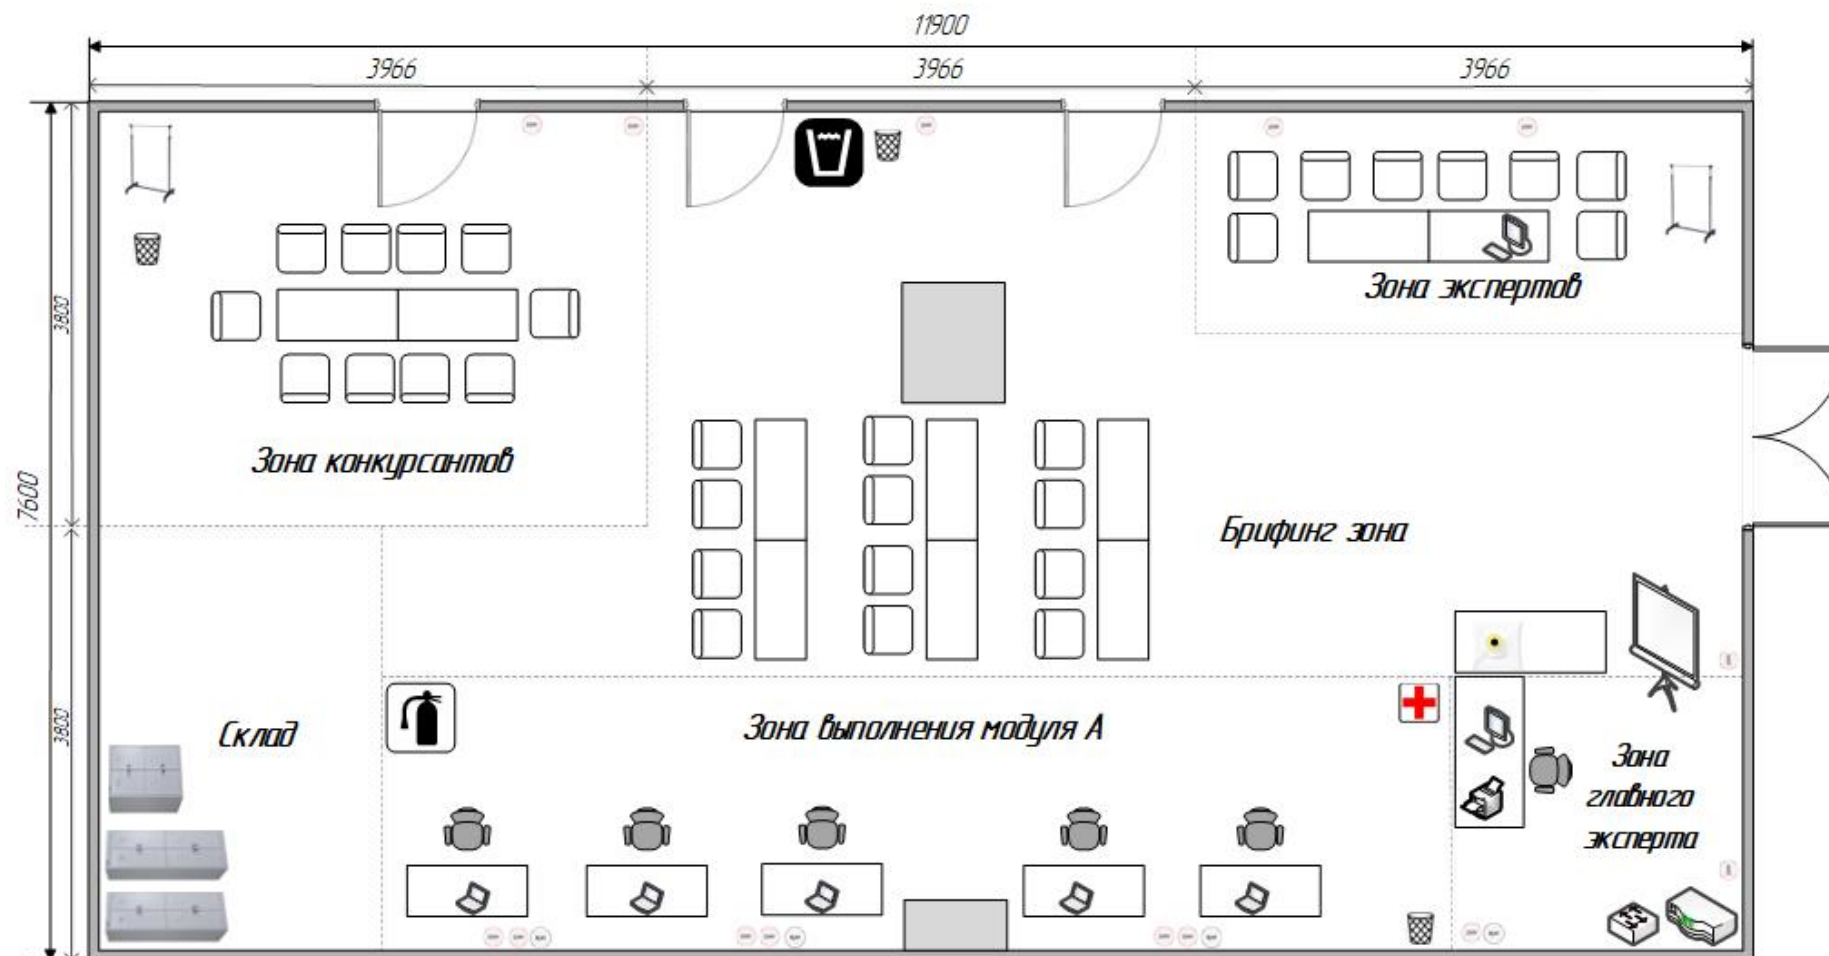 11900
3966
3966
3966
3800
7600
3800
Зона экспертов
Зона конкурсантов
Брифинг зона
Склад
Зона выполнения модуля А
Зона
главного
эксперта